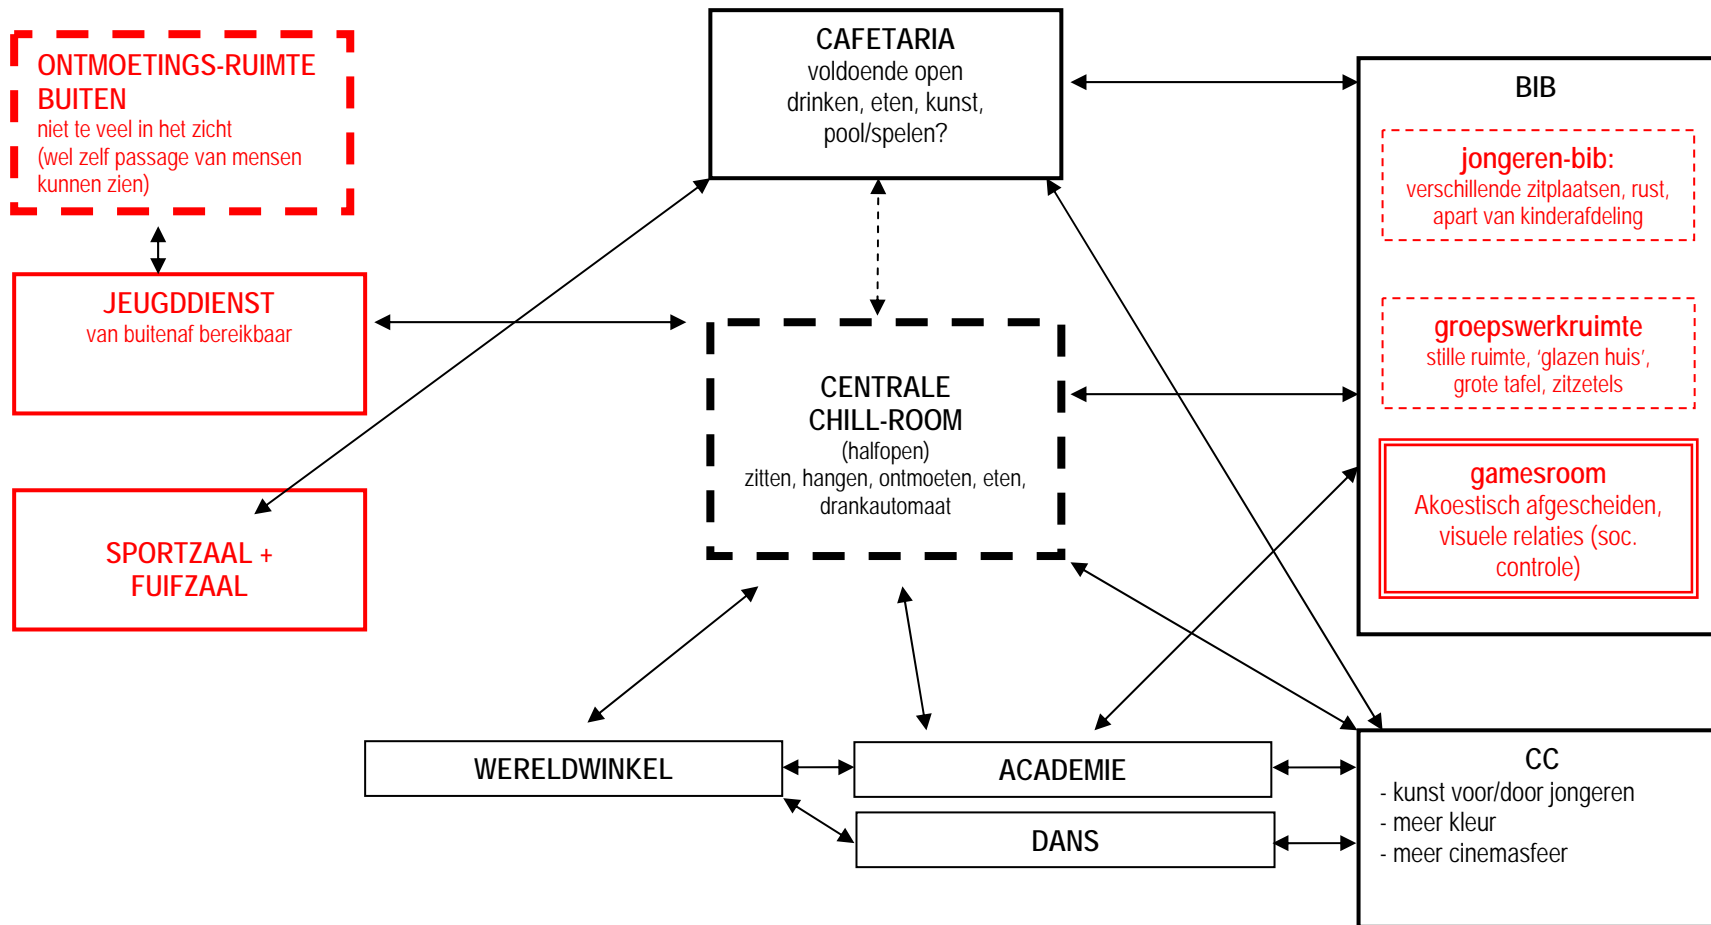 ONTMOETINGS-RUIMTE
BUITEN
niet te veel in het zicht
(wel zelf passage van mensen
kunnen zien)
JEUGDDIENST
van buitenaf bereikbaar
SPORTZAAL +
FUIFZAAL
CAFETARIA
voldoende open
drinken, eten, kunst,
pool/spelen?
CENTRALE
CHILL-ROOM
(halfopen)
zitten, hangen, ontmoeten, eten,
drankautomaat
BIB
jongeren-bib:
verschillende zitplaatsen, rust,
apart van kinderafdeling
groepswerkruimte
stille ruimte, ‘glazen huis’,
grote tafel, zitzetels
gamesroom
Akoestisch afgescheiden,
visuele relaties (soc.
controle)
WERELDWINKEL
ACADEMIE
DANS
CC
- kunst voor/door jongeren
- meer kleur
- meer cinemasfeer